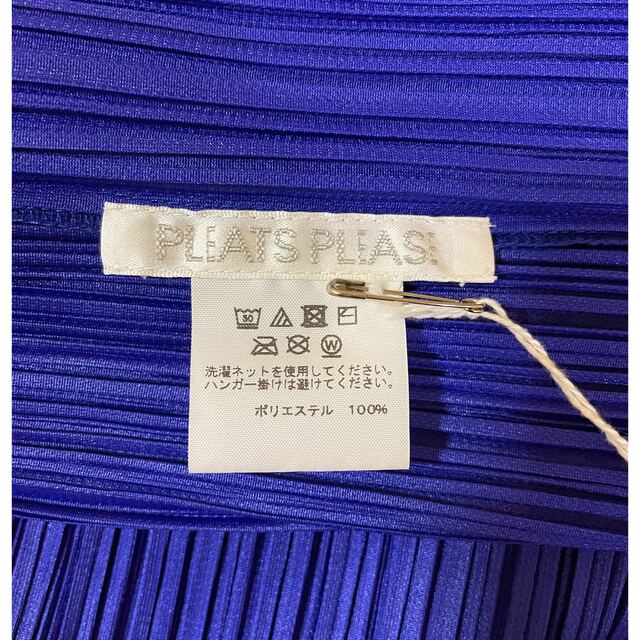 PLEATS PLEASE
30
W
洗濯ネットを使用してください。
ハンガー掛けは避けてください。
ポリエステル 100%